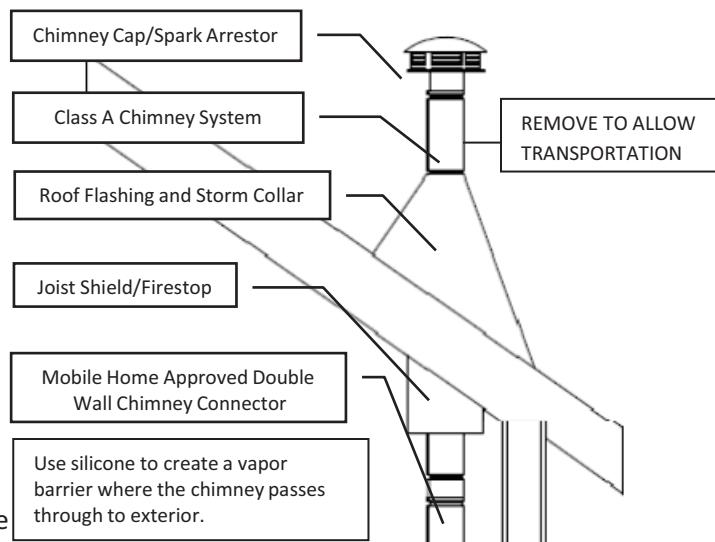 Chimney Cap/Spark Arrestor
Class A Chimney System
REMOVE TO ALLOW
TRANSPORTATION
Roof Flashing and Storm Collar
Joist Shield/Firestop
Mobile Home Approved Double
Wall Chimney Connector
Use silicone to create a vapor
barrier where the chimney passes
through to exterior.
e